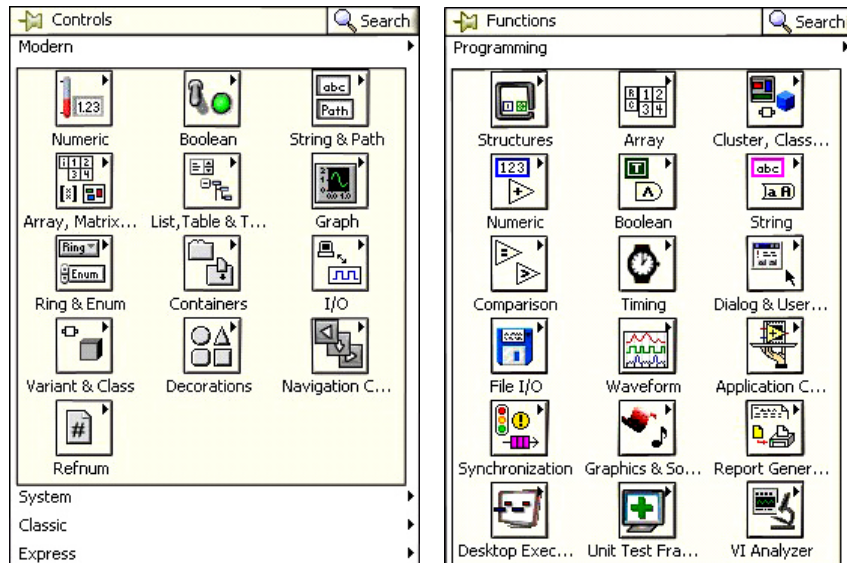 Controls
Search
Modern
1.23
Numeric
Boolean
abc
Path
String & Path
Array, Matrix...
List,Table & T...
Graph
Ring
Enum
Ring & Enum
Containers
I/O
Variant & Class
Decorations
Navigation C...
#
Refnum
System
Classic
Express
Functions
Search
Programming
Structures
Array
Cluster, Class...
123
Numeric
Boolean
abc
String
Comparison
Timing
Dialog & User...
File I/O
Waveform
Application C...
Synchronization
Graphics & So...
Report Gener...
Desktop Exec...
Unit Test Fra...
VI Analyzer